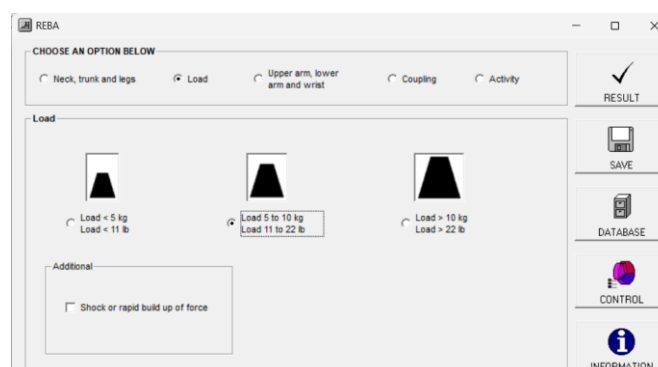 REBA
CHOOSE AN OPTION BELOW
Neck, trunk and legs
Load
Upper arm, lower
arm and wrist
Coupling
Activity
RESULT
Load
SAVE
Load < 5 kg
Load < 11 lb
Load 5 to 10 kg
Load 11 to 22 lb
Load > 10 kg
Load > 22 lb
DATABASE
Additional
Shock or rapid build up of force
CONTROL
INFORMATION